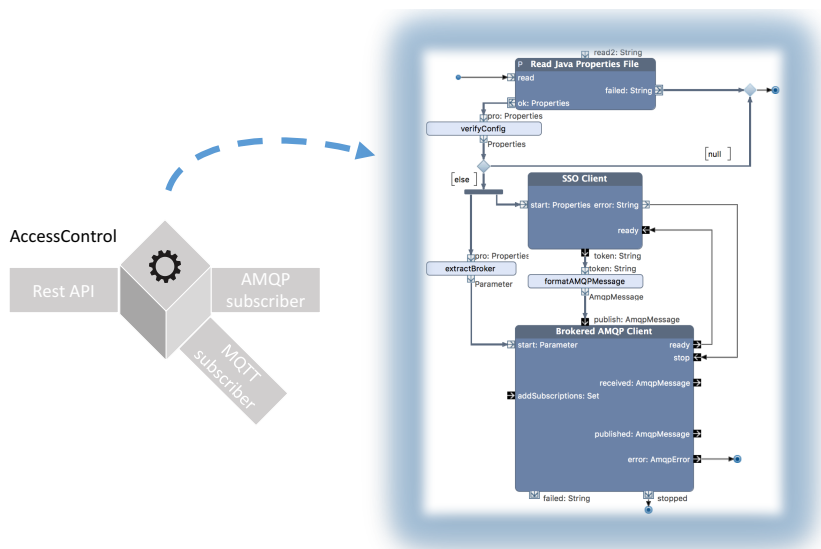 AccessControl
Rest API
AMQP
subscriber
MQTT
subscriber
read2: String
P Read Java Properties File
read
failed: String
ok: Properties
pro: Properties
verifyConfig
Properties
[null ]
[else ]
SSO Client
start: Properties error: String
ready
token: String
pro: Properties
token: String
extractBroker
formatAMQPMessage
Parameter
AmqpMessage
publish: AmqpMessage
Brokered AMQP Client
start: Parameter
ready
stop
received: AmqpMessage
addSubscriptions: Set
published: AmqpMessage
error: AmqpError
failed: String
stopped